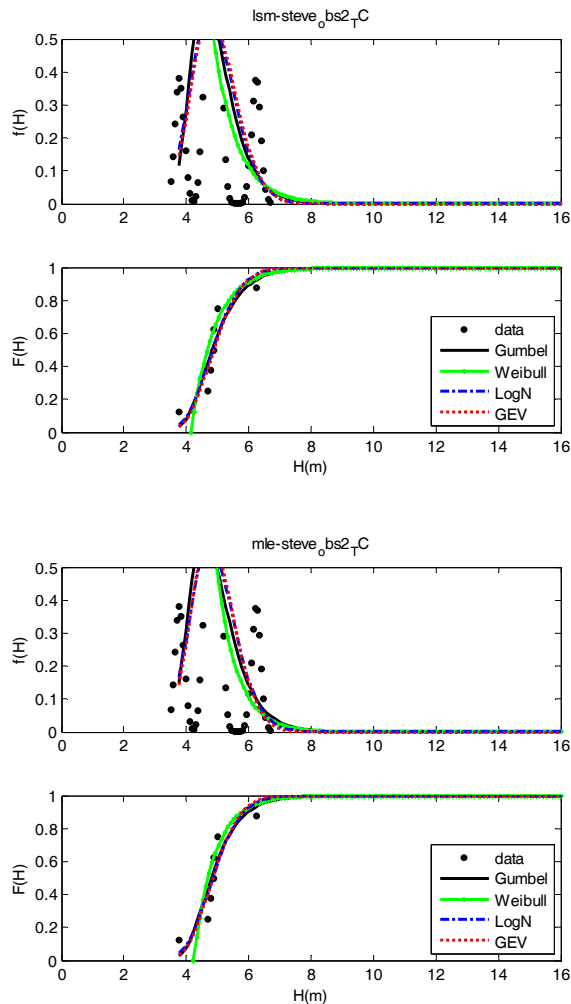 lsm-steve_obs2_TC
0.5
0.4
0.3
0.2
0.1
0
f(H)
0 2 4 6 8 10 12 14 16
1
0.8
0.6
0.4
0.2
0
F(H)
data
Gumbel
Weibull
LogN
GEV
0 2 4 6 8 10 12 14 16
H(m)
mle-steve_obs2_TC
0.5
0.4
0.3
0.2
0.1
0
f(H)
0 2 4 6 8 10 12 14 16
1
0.8
0.6
0.4
0.2
0
F(H)
data
Gumbel
Weibull
LogN
GEV
0 2 4 6 8 10 12 14 16
H(m)